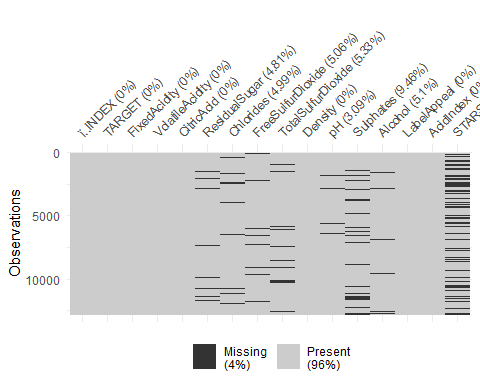 ï..INDEX (0%)
TARGET (0%)
FixedAcidity (0%)
VolatileAcidity (0%)
CitricAcid (0%)
ResidualSugar (4.81%)
Chlorides (4.99%)
FreeSulfurDioxide (5.06%)
TotalSulfurDioxide (5.33%)
Density (0%)
pH (3.09%)
Sulphates (9.46%)
Alcohol (5.1%)
LabelAppeal (0%
AcidIndex (0%
STARS
0
5000
10000
Observations
Missing
(4%)
Present
(96%)